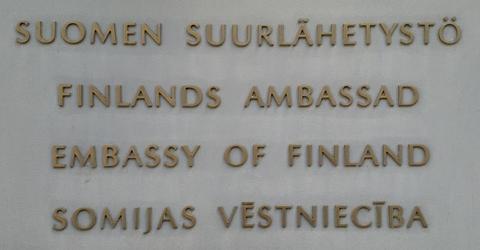 SUOMEN SUURLÄHETYSTÖ
FINLANDS AMBASSAD
EMBASSY OF FINLAND
SOMIJAS VĒSTNIECĪBA